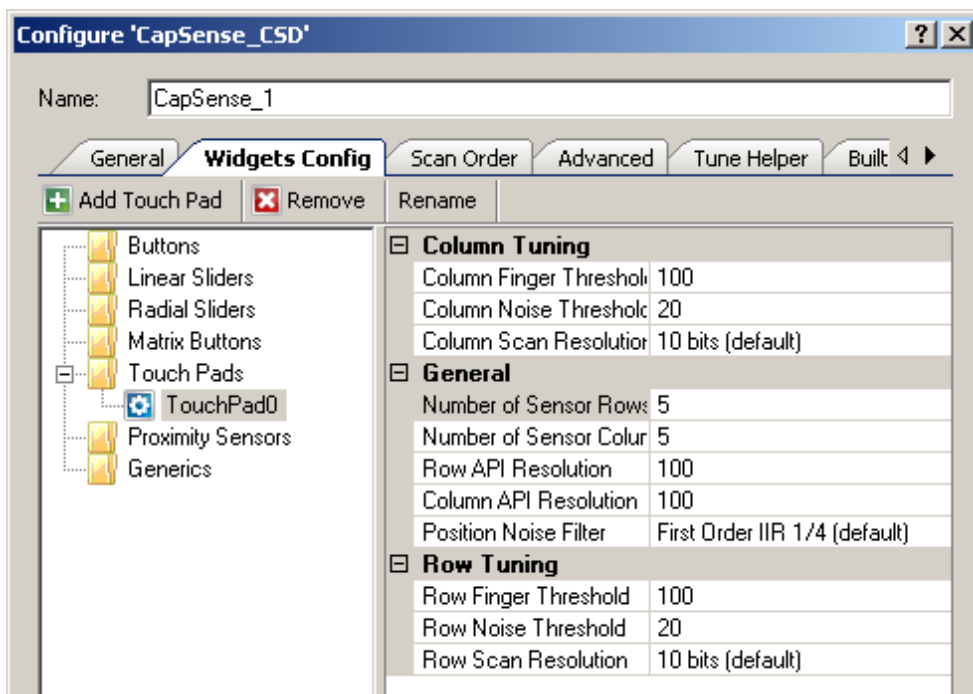 Configure 'CapSense_CSD'
Name: CapSense_1
General Widgets Config Scan Order Advanced Tune Helper Built
Add Touch Pad Remove Rename
Buttons
Linear Sliders
Radial Sliders
Matrix Buttons
Touch Pads
TouchPad0
Proximity Sensors
Generics
Column Tuning
Column Finger Threshol 100
Column Noise Threshold 20
Column Scan Resolution 10 bits (default)
General
Number of Sensor Rows 5
Number of Sensor Colur 5
Row API Resolution 100
Column API Resolution 100
Position Noise Filter First Order IIR 1/4 (default)
Row Tuning
Row Finger Threshold 100
Row Noise Threshold 20
Row Scan Resolution 10 bits (default)